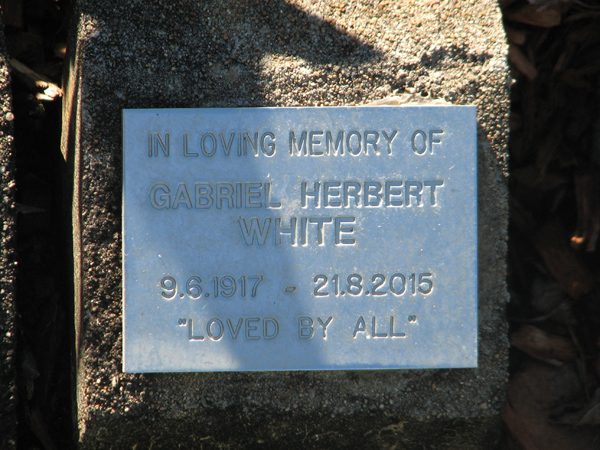 IN LOVING MEMORY OF
GABRIEL HERBERT
WHITE
9.6.1917 - 21.8.2015
"LOVED BY ALL"